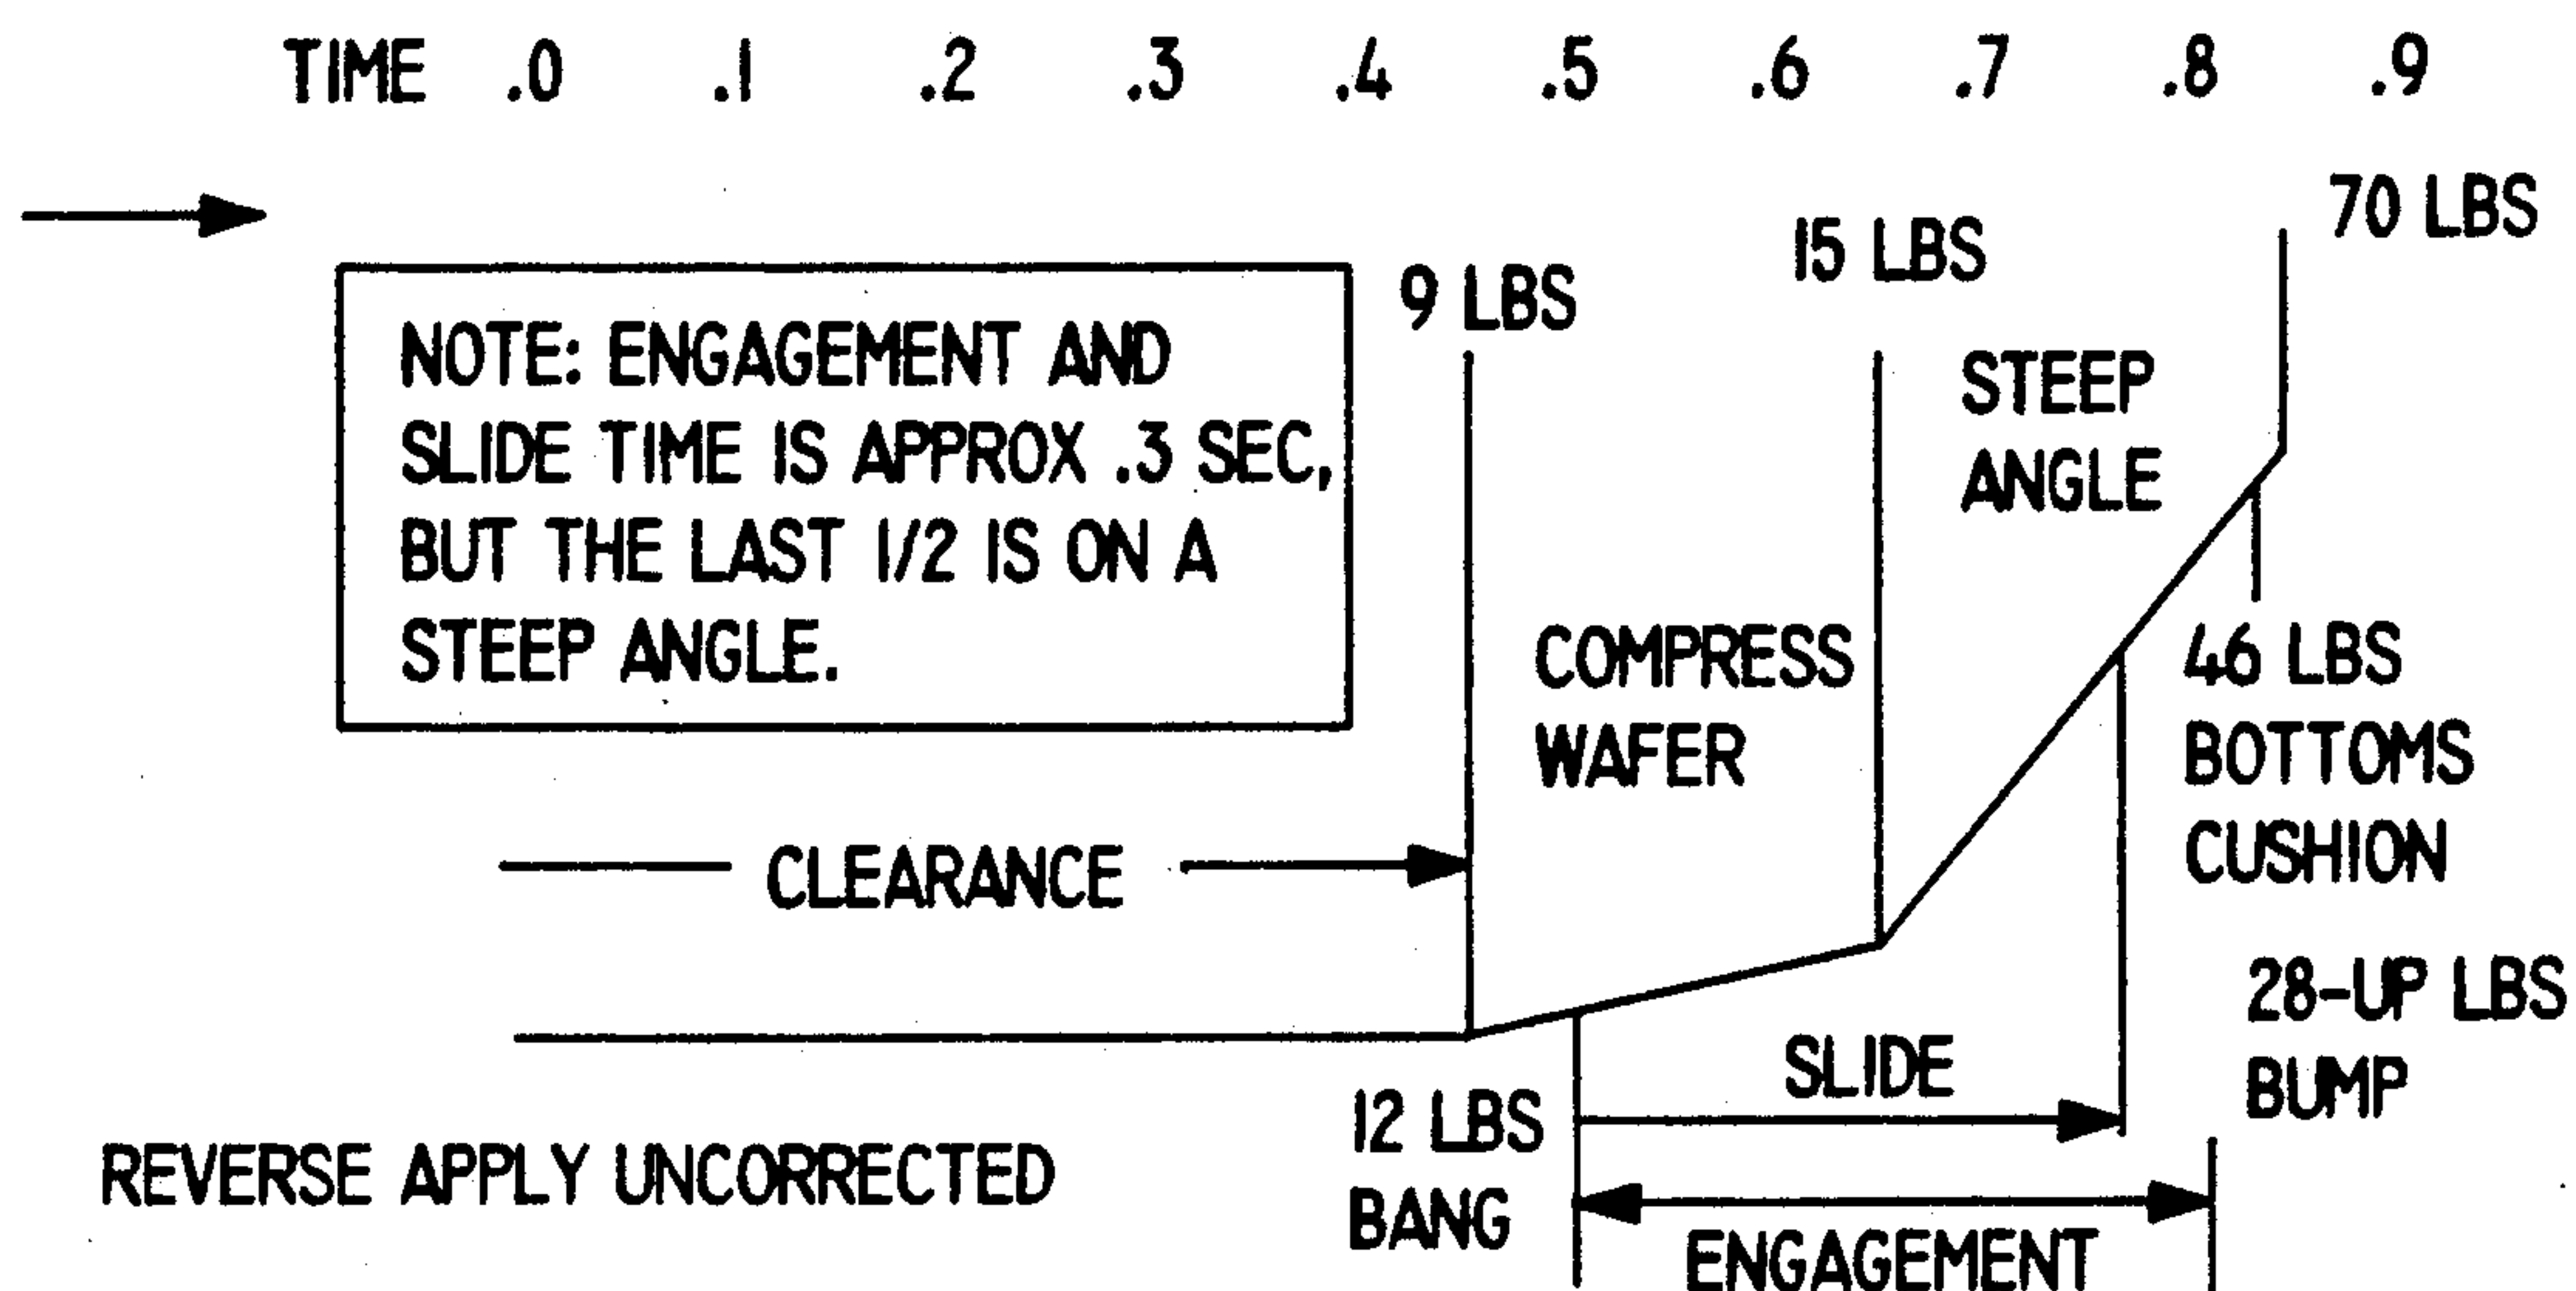 TIME .0 .1 .2 .3 .4 .5 .6 .7 .8 .9
70 LBS
15 LBS
9 LBS
NOTE: ENGAGEMENT AND
SLIDE TIME IS APPROX .3 SEC,
BUT THE LAST 1/2 IS ON A
STEEP ANGLE.
STEEP
ANGLE
COMPRESS
WAFER
46 LBS
BOTTOMS
CUSHION
CLEARANCE
28-UP LBS
BUMP
SLIDE
12 LBS
BANG
REVERSE APPLY UNCORRECTED
ENGAGEMENT